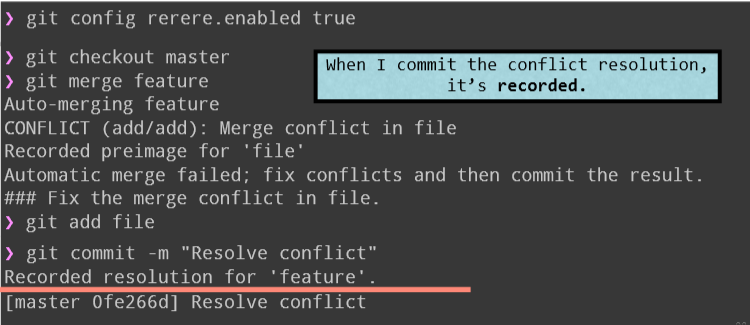 ❯ git config rerere.enabled true
❯ git checkout master
❯ git merge feature
When I commit the conflict resolution,
it's recorded.
Auto-merging feature
CONFLICT (add/add): Merge conflict in file
Recorded preimage for 'file'
Automatic merge failed; fix conflicts and then commit the result.
### Fix the merge conflict in file.
❯ git add file
❯ git commit -m "Resolve conflict"
Recorded resolution for 'feature'.
[master 0fe266d] Resolve conflict